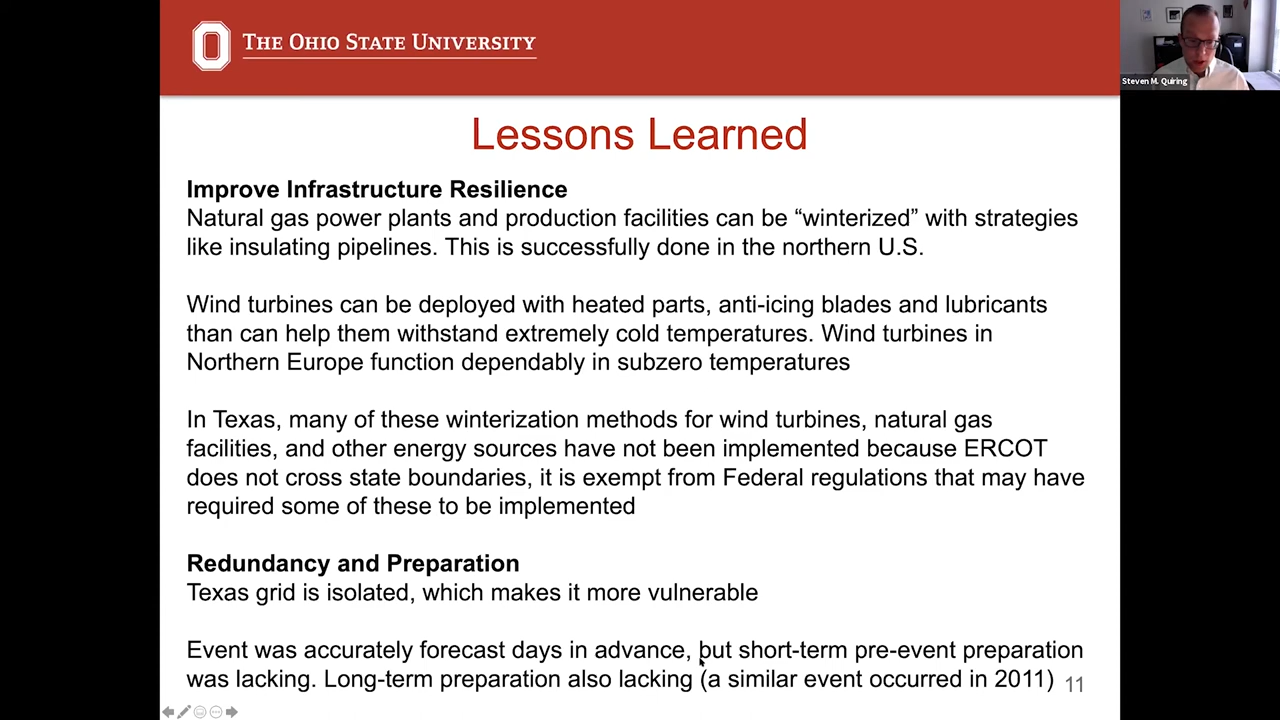 THE OHIO STATE UNIVERSITY
Steven M. Quiring
Lessons Learned
Improve Infrastructure Resilience
Natural gas power plants and production facilities can be “winterized” with strategies
like insulating pipelines. This is successfully done in the northern U.S.
Wind turbines can be deployed with heated parts, anti-icing blades and lubricants
than can help them withstand extremely cold temperatures. Wind turbines in
Northern Europe function dependably in subzero temperatures
In Texas, many of these winterization methods for wind turbines, natural gas
facilities, and other energy sources have not been implemented because ERCOT
does not cross state boundaries, it is exempt from Federal regulations that may have
required some of these to be implemented
Redundancy and Preparation
Texas grid is isolated, which makes it more vulnerable
Event was accurately forecast days in advance, but short-term pre-event preparation
was lacking. Long-term preparation also lacking (a similar event occurred in 2011)
11